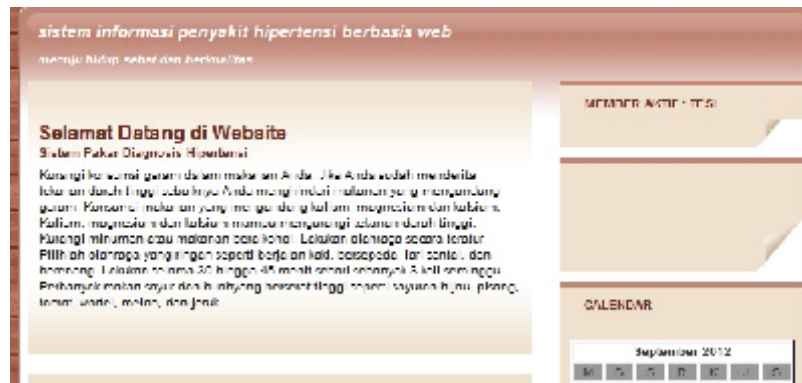 sistem informasi penyakit hipertensi berbasis web
menuju hidup sehat dan berkualitas
MEMBER AKTIF : TESI
Selamat Datang di Website
Sistem Pakar Diagnosis Hipertensi
Kurangi konsumsi garam dalam makanan Anda. Jika Anda sudah menderita
tekanan darah tinggi sebaiknya Anda menghindari makanan yang mengandung
garam. Konsumsi makanan yang mengandung kalium, magnesium dan kalsium.
Kalium, magnesium dan kalsium mampu mengurangi tekanan darah tinggi.
Kurangi minuman atau makanan beralkohol. Lakukan olahraga secara teratur.
Pilihlah olahraga yang ringan seperti berjalan kaki, bersepeda, lari santai, dan
berenang. Lakukan selama 30 hingga 45 menit sehari sebanyak 3 kali seminggu.
Perbanyak makan sayur dan buah yang berserat tinggi seperti sayuran hijau, pisang,
tomat, wortel, melon, dan jeruk.
CALENDAR
September 2012
M S S R K J S